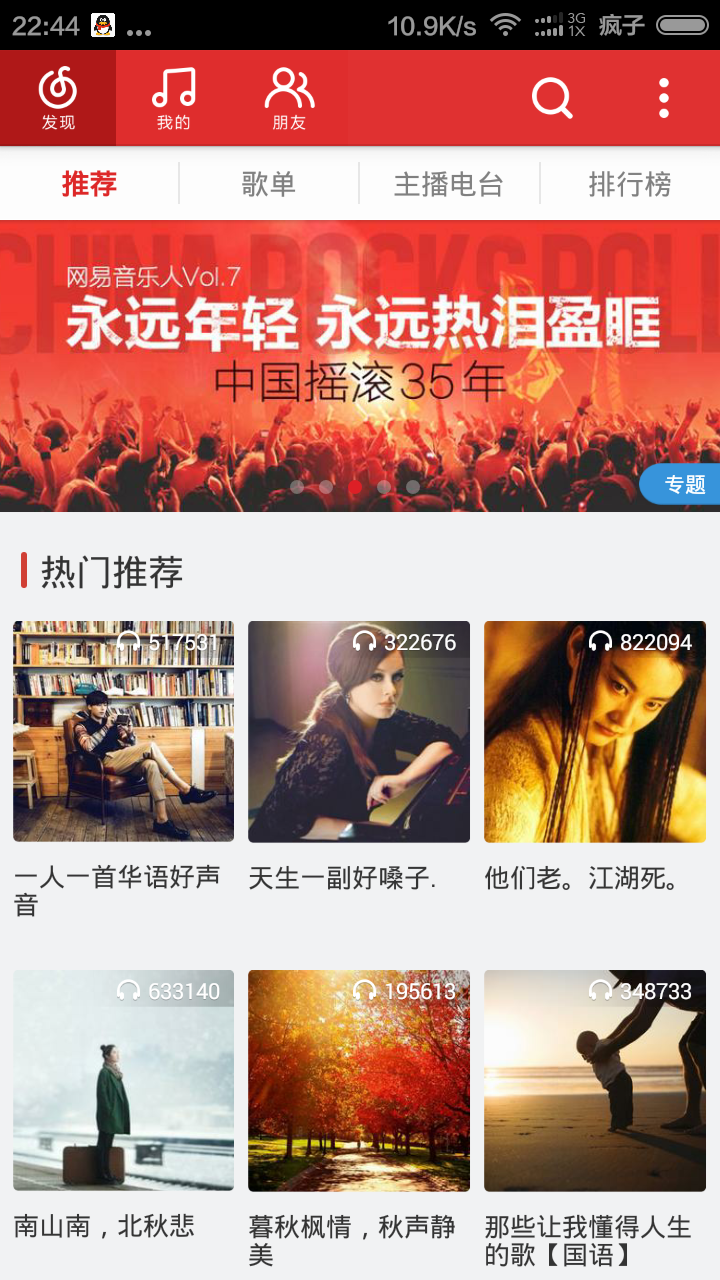 22:44
...
10.9K/s
3G
1X
疯子
发现
我的
朋友
推荐
歌单
主播电台
排行榜
CHINA ROCKS ROLL
网易音乐人Vol.7
永远年轻 永远热泪盈眶
中国摇滚35年
专题
热门推荐
517531
322676
822094
一人一首华语好声
音
天生一副好嗓子.
他们老。江湖死。
633140
195613
348733
南山南，北秋悲
暮秋枫情，秋声静
美
那些让我懂得人生
的歌【国语】